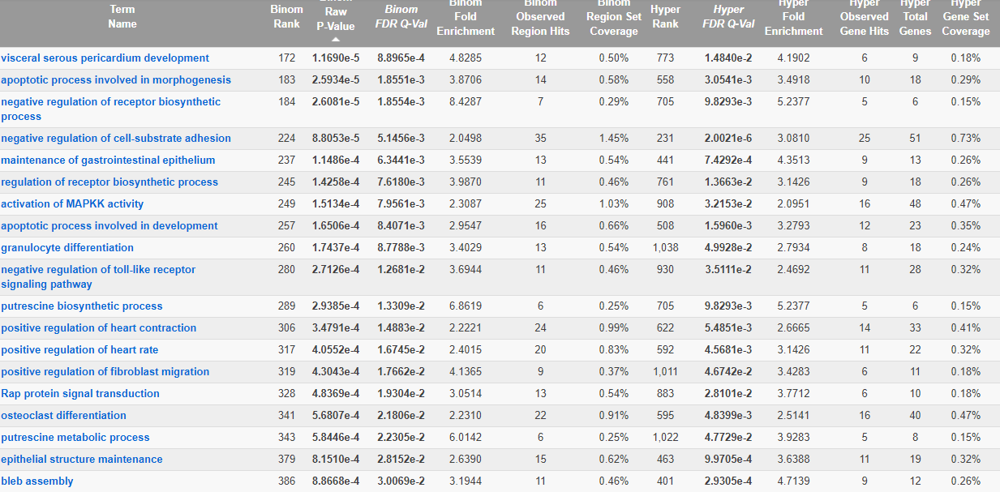 Term Name Binom Rank Binom Raw P-Value Binom FDR Q-Val Binom Fold Enrichment Binom Observed Region Hits Binom Region Set Coverage Hyper Rank Hyper FDR Q-Val Hyper Fold Enrichment Hyper Observed Gene Hits Hyper Total Genes Hyper Gene Set Coverage
visceral serous pericardium development 172 1.1690e-5 8.8965e-4 4.8285 12 0.50% 773 1.4840e-2 4.1902 6 9 0.18%
apoptotic process involved in morphogenesis 183 2.5934e-5 1.8551e-3 3.8706 14 0.58% 558 3.0541e-3 3.4918 10 18 0.29%
negative regulation of receptor biosynthetic 184 2.6081e-5 1.8554e-3 8.4287 7 0.29% 705 9.8293e-3 5.2377 5 6 0.15%
process
negative regulation of cell-substrate adhesion 224 8.8053e-5 5.1456e-3 2.0498 35 1.45% 231 2.0021e-6 3.0810 25 51 0.73%
maintenance of gastrointestinal epithelium 237 1.1486e-4 6.3441e-3 3.5539 13 0.54% 441 7.4292e-4 4.3513 9 13 0.26%
regulation of receptor biosynthetic process 245 1.4258e-4 7.6180e-3 3.9870 11 0.46% 761 1.3663e-2 3.1426 9 18 0.26%
activation of MAPKK activity 249 1.5134e-4 7.9561e-3 2.3087 25 1.03% 908 3.2153e-2 2.0951 16 48 0.47%
apoptotic process involved in development 257 1.6506e-4 8.4071e-3 2.9547 16 0.66% 508 1.5960e-3 3.2793 12 23 0.35%
granulocyte differentiation 260 1.7437e-4 8.7788e-3 3.4029 13 0.54% 1,038 4.9928e-2 2.7934 8 18 0.24%
negative regulation of toll-like receptor 280 2.7126e-4 1.2681e-2 3.6944 11 0.46% 930 3.5111e-2 2.4692 11 28 0.32%
signaling pathway
putrescine biosynthetic process 289 2.9385e-4 1.3309e-2 6.8619 6 0.25% 705 9.8293e-3 5.2377 5 6 0.15%
positive regulation of heart contraction 306 3.4791e-4 1.4883e-2 2.2221 24 0.99% 622 5.4851e-3 2.6665 14 33 0.41%
positive regulation of heart rate 317 4.0552e-4 1.6745e-2 2.4015 20 0.83% 592 4.5681e-3 3.1426 11 22 0.32%
positive regulation of fibroblast migration 319 4.3043e-4 1.7662e-2 4.1365 9 0.37% 1,011 4.6742e-2 3.4283 6 11 0.18%
Rap protein signal transduction 328 4.8369e-4 1.9304e-2 3.0514 13 0.54% 883 2.8101e-2 3.7712 6 10 0.18%
osteoclast differentiation 341 5.6807e-4 2.1806e-2 2.2310 22 0.91% 595 4.8399e-3 2.5141 16 40 0.47%
putrescine metabolic process 343 5.8446e-4 2.2305e-2 6.0142 6 0.25% 1,022 4.7729e-2 3.9283 5 8 0.15%
epithelial structure maintenance 379 8.1510e-4 2.8152e-2 2.6390 15 0.62% 463 9.9705e-4 3.6388 11 19 0.32%
bleb assembly 386 8.8668e-4 3.0069e-2 3.1944 11 0.46% 401 2.9305e-4 4.7139 9 12 0.26%